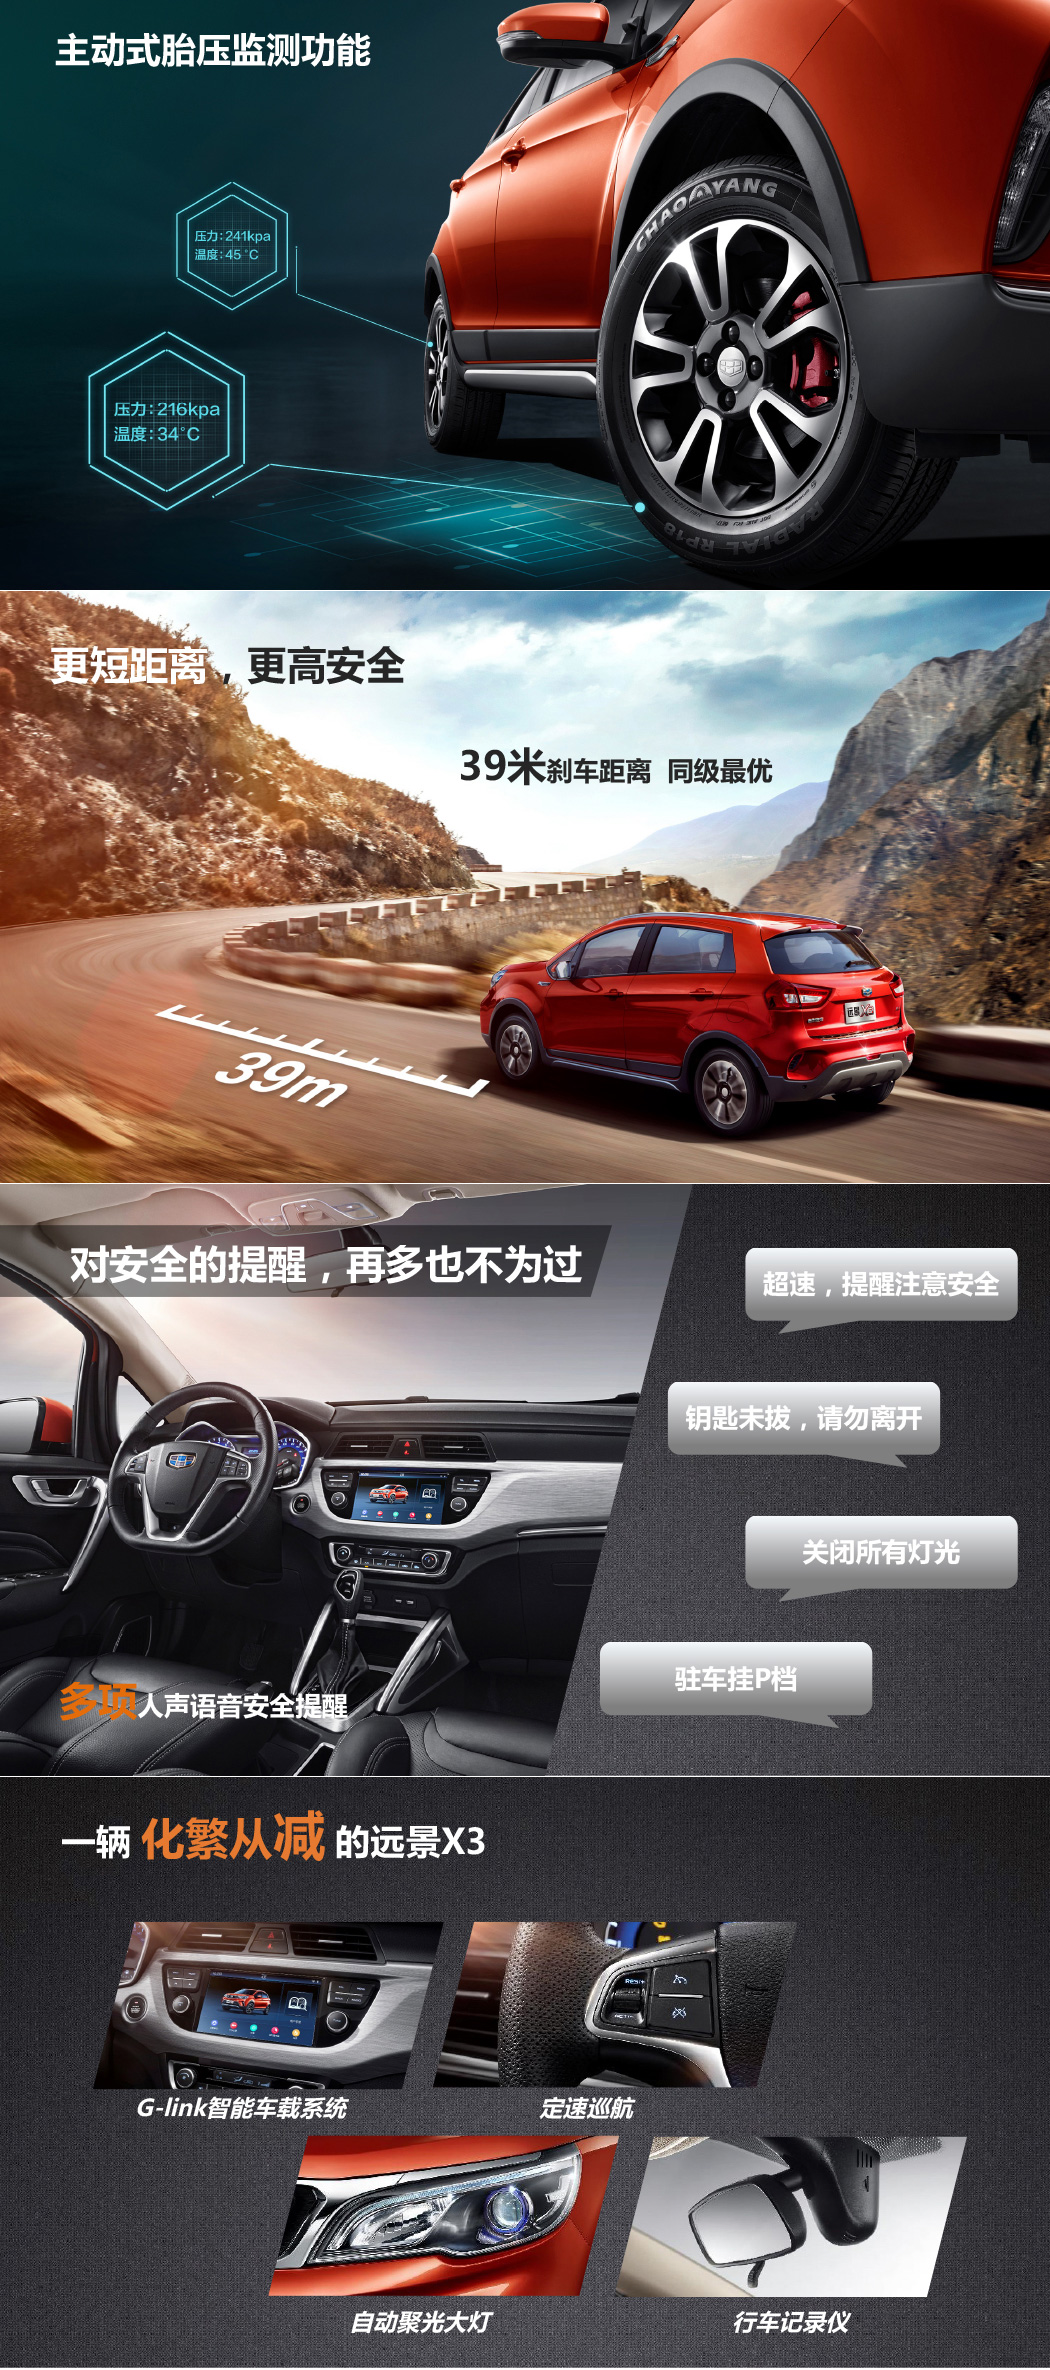 主动式胎压监测功能
CHAOYANG
压力:241kpa
温度:45°C
压力:216kpa
温度:34°C
RADIAL RP18
更短距离，更高安全
39米刹车距离 同级最优
远景X3
39m
对安全的提醒，再多也不为过
超速，提醒注意安全
钥匙未拔，请勿离开
关闭所有灯光
驻车挂P档
多项人声语音安全提醒
一辆 化繁从减 的远景X3
G-link智能车载系统
定速巡航
自动聚光大灯
行车记录仪